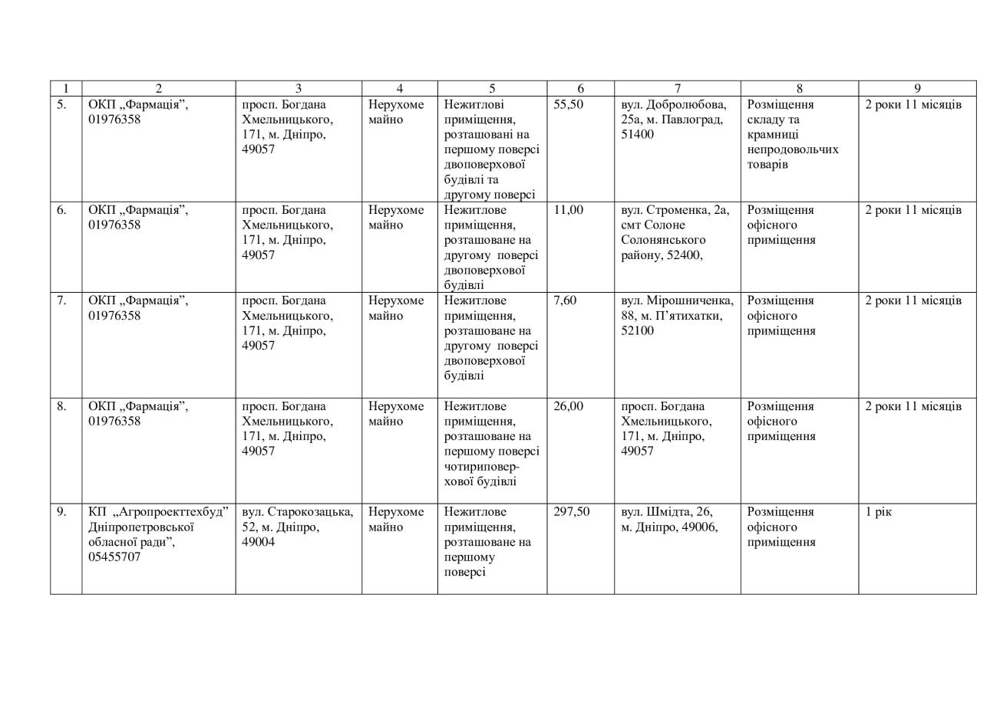 1 2 3 4 5 6 7 8 9
5. ОКП „Фармація”, просп. Богдана Нерухоме Нежитлові 55,50 вул. Добролюбова, Розміщення 2 роки 11 місяців
01976358 Хмельницького, майно приміщення, 25а, м. Павлоград, складу та
171, м. Дніпро, розташовані на 51400 крамниці
49057 першому поверсі непродовольчих
двоповерхової товарів
будівлі та
другому поверсі
6. ОКП „Фармація”, просп. Богдана Нерухоме Нежитлове 11,00 вул. Строменка, 2а, Розміщення 2 роки 11 місяців
01976358 Хмельницького, майно приміщення, смт Солоне офісного
171, м. Дніпро, розташоване на Солонянського приміщення
49057 другому поверсі району, 52400,
двоповерхової
будівлі
7. ОКП „Фармація”, просп. Богдана Нерухоме Нежитлове 7,60 вул. Мірошниченка, Розміщення 2 роки 11 місяців
01976358 Хмельницького, майно приміщення, 88, м. П’ятихатки, офісного
171, м. Дніпро, розташоване на 52100 приміщення
49057 другому поверсі
двоповерхової
будівлі
8. ОКП „Фармація”, просп. Богдана Нерухоме Нежитлове 26,00 просп. Богдана Розміщення 2 роки 11 місяців
01976358 Хмельницького, майно приміщення, Хмельницького, офісного
171, м. Дніпро, розташоване на 171, м. Дніпро, приміщення
49057 першому поверсі 49057
чотириповер-
хової будівлі
9. КП „Агропроекттехбуд” вул. Старокозацька, Нерухоме Нежитлове 297,50 вул. Шмідта, 26, Розміщення 1 рік
Дніпропетровської 52, м. Дніпро, майно приміщення, м. Дніпро, 49006, офісного
обласної ради”, 49004 розташоване на приміщення
05455707 першому
поверсі